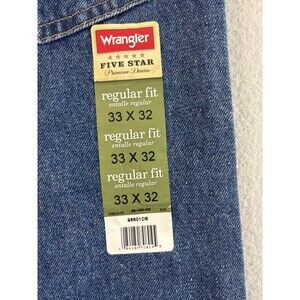 Wrangler
FIVE STAR
Premium Denim
regular fit
entalle regular
33 X 32
regular fit
entalle regular
33 X 32
regular fit
entalle regular
33 X 32
96601DS